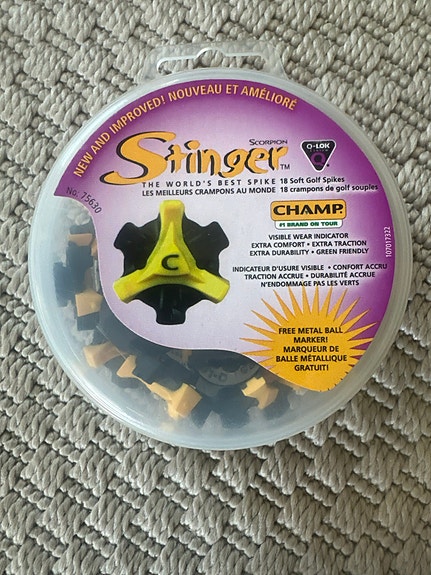 NEW AND IMPROVED! NOUVEAU ET AMÉLIORÉ
No. 75630
SCORPION
Stinger™
Q-LOK
Q
THE WORLD'S BEST SPIKE 18 Soft Golf Spikes
LES MEILLEURS CRAMPONS AU MONDE 18 crampons de golf souples
CHAMP.
#1 BRAND ON TOUR
VISIBLE WEAR INDICATOR
EXTRA COMFORT • EXTRA TRACTION
EXTRA DURABILITY • GREEN FRIENDLY
INDICATEUR D'USURE VISIBLE • CONFORT ACCRU
TRACTION ACCRUE • DURABILITÉ ACCRUE
N'ENDOMMAGE PAS LES VERTS
107017322
C
FREE METAL BALL
MARKER!
MARQUEUR DE
BALLE MÉTALLIQUE
GRATUIT!